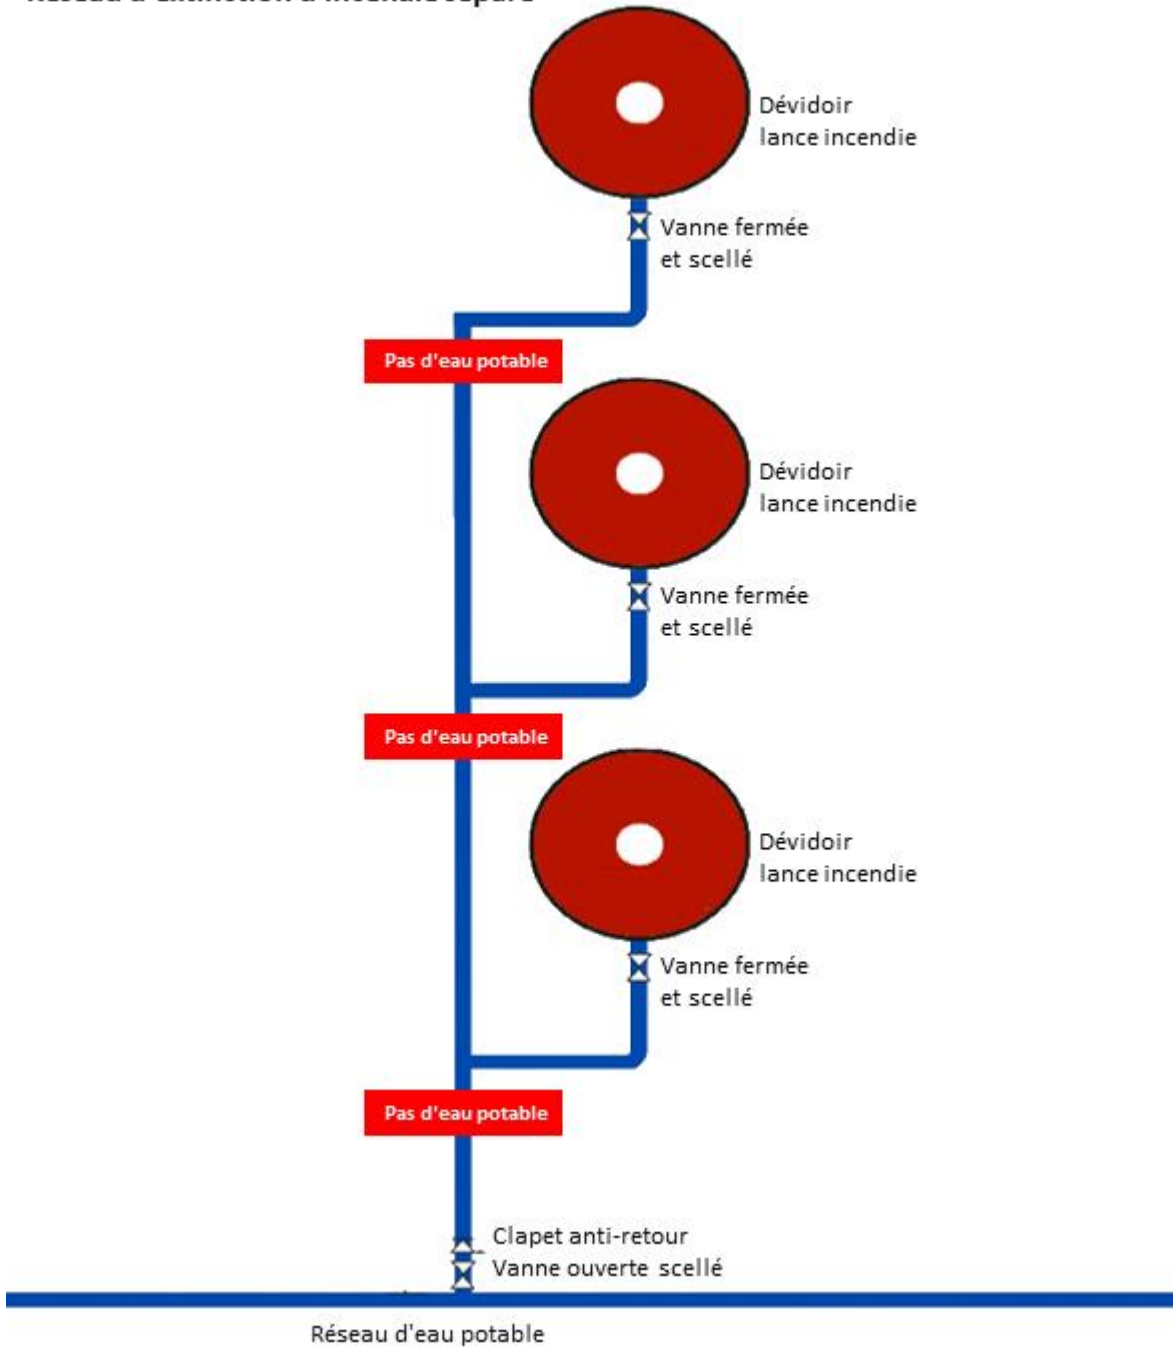 Dévidoir
lance incendie
Vanne fermée
et scellé
Pas d'eau potable
Dévidoir
lance incendie
Vanne fermée
et scellé
Pas d'eau potable
Dévidoir
lance incendie
Vanne fermée
et scellé
Pas d'eau potable
Clapet anti-retour
Vanne ouverte scellé
Réseau d'eau potable